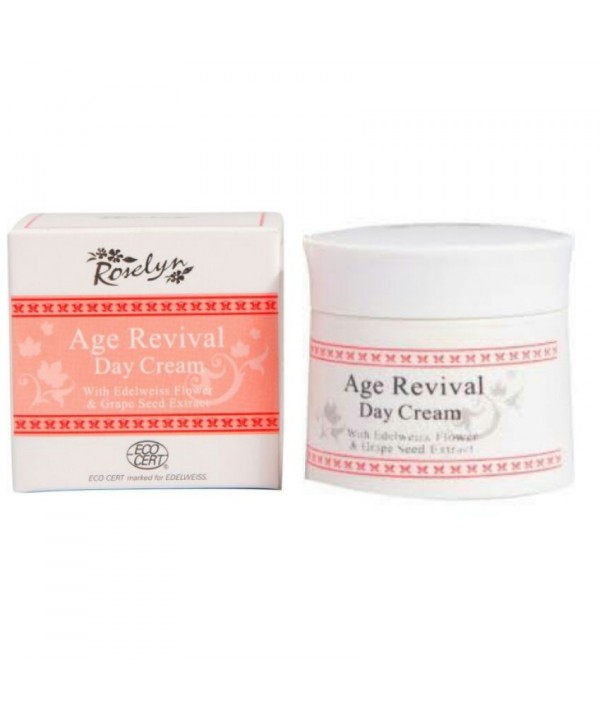 Roselyn
Age Revival
Day Cream
With Edelweiss Flower
& Grape Seed Extract
ECO
CERT
ECO CERT marked for EDELWEISS.
Age Revival
Day Cream
With Edelweiss Flower
& Grape Seed Extract